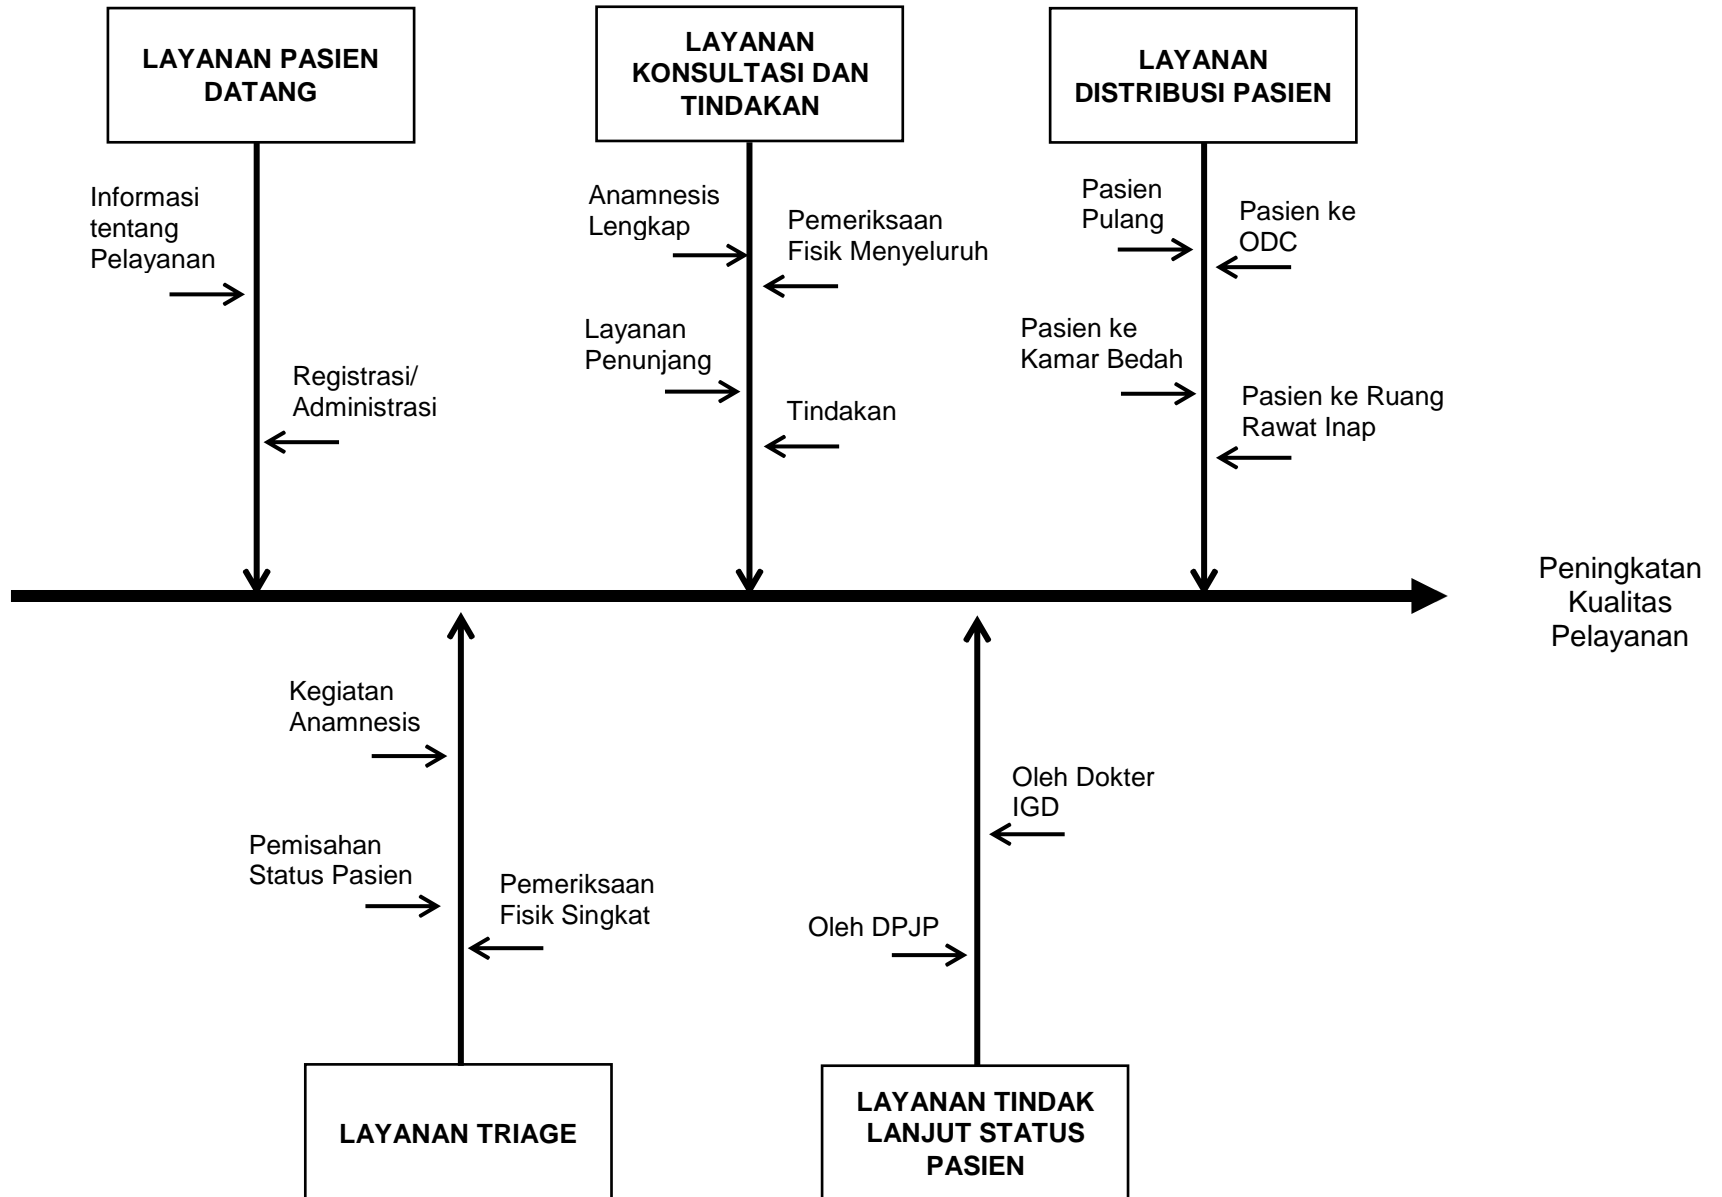 LAYANAN PASIEN
DATANG
LAYANAN
KONSULTASI DAN
TINDAKAN
LAYANAN
DISTRIBUSI PASIEN
Informasi
tentang
Pelayanan
Registrasi/
Administrasi
Anamnesis
Lengkap
Pemeriksaan
Fisik Menyeluruh
Layanan
Penunjang
Tindakan
Pasien
Pulang
Pasien ke
ODC
Pasien ke
Kamar Bedah
Pasien ke Ruang
Rawat Inap
Peningkatan
Kualitas
Pelayanan
Kegiatan
Anamnesis
Pemisahan
Status Pasien
Pemeriksaan
Fisik Singkat
Oleh Dokter
IGD
Oleh DPJP
LAYANAN TRIAGE
LAYANAN TINDAK
LANJUT STATUS
PASIEN